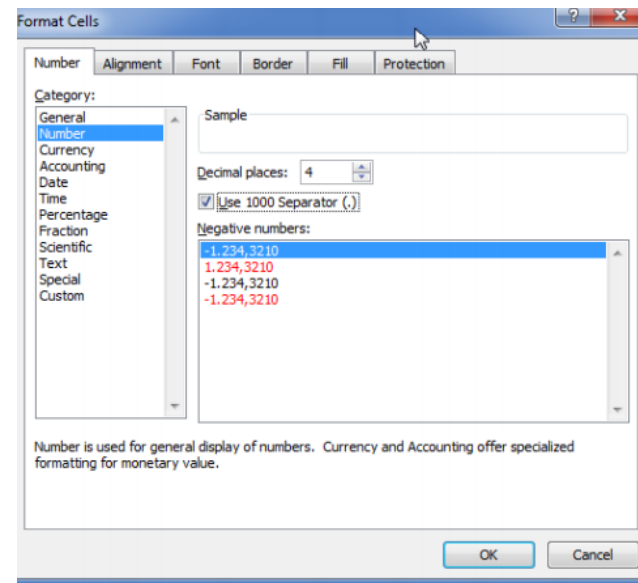 Format Cells
Number Alignment Font Border Fill Protection
Category:
General
Number
Currency
Accounting
Date
Time
Percentage
Fraction
Scientific
Text
Special
Custom
Sample
Decimal places: 4
Use 1000 Separator (.)
Negative numbers:
-1.234,3210
1.234,3210
-1.234,3210
-1.234,3210
Number is used for general display of numbers. Currency and Accounting offer specialized
formatting for monetary value.
OK Cancel